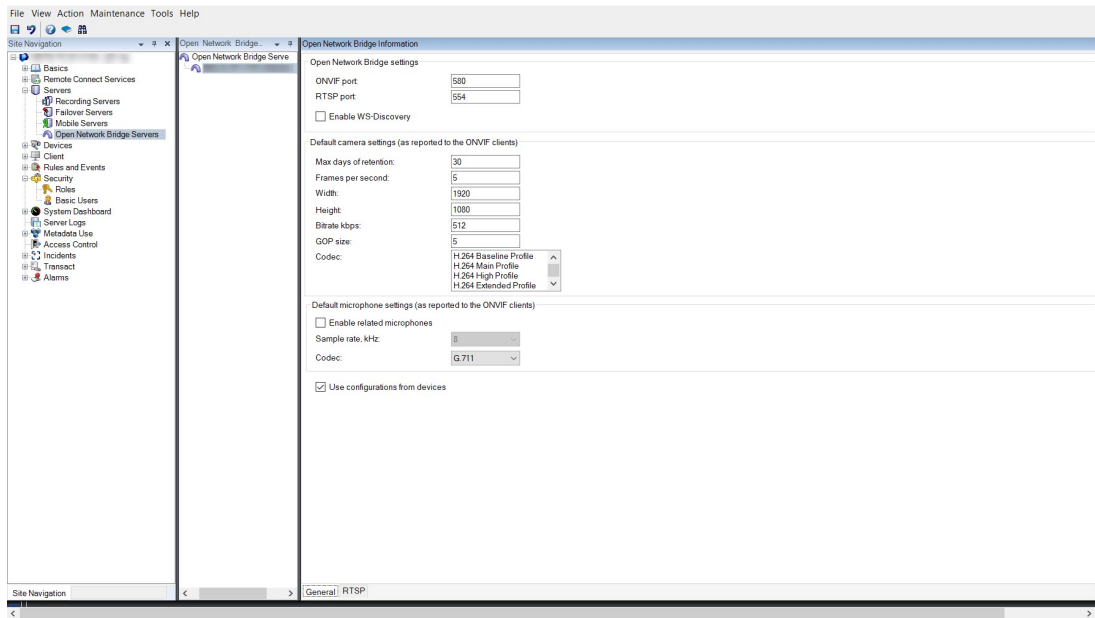 File View Action Maintenance Tools Help
Site Navigation
Basics
Remote Connect Services
Servers
Recording Servers
Failover Servers
Mobile Servers
Open Network Bridge Servers
Devices
Client
Rules and Events
Security
Roles
Basic Users
System Dashboard
Server Logs
Metadata Use
Access Control
Incidents
Transact
Alarms
Site Navigation
Open Network Bridge..
Open Network Bridge Serve
Open Network Bridge Information
Open Network Bridge settings
ONVIF port: 580
RTSP port: 554
Enable WS-Discovery
Default camera settings (as reported to the ONVIF clients)
Max days of retention: 30
Frames per second: 5
Width: 1920
Height: 1080
Bitrate kbps: 512
GOP size: 5
Codec: H.264 Baseline Profile
H.264 Main Profile
H.264 High Profile
H.264 Extended Profile
Default microphone settings (as reported to the ONVIF clients)
Enable related microphones
Sample rate, kHz: 8
Codec: G.711
Use configurations from devices
General RTSP